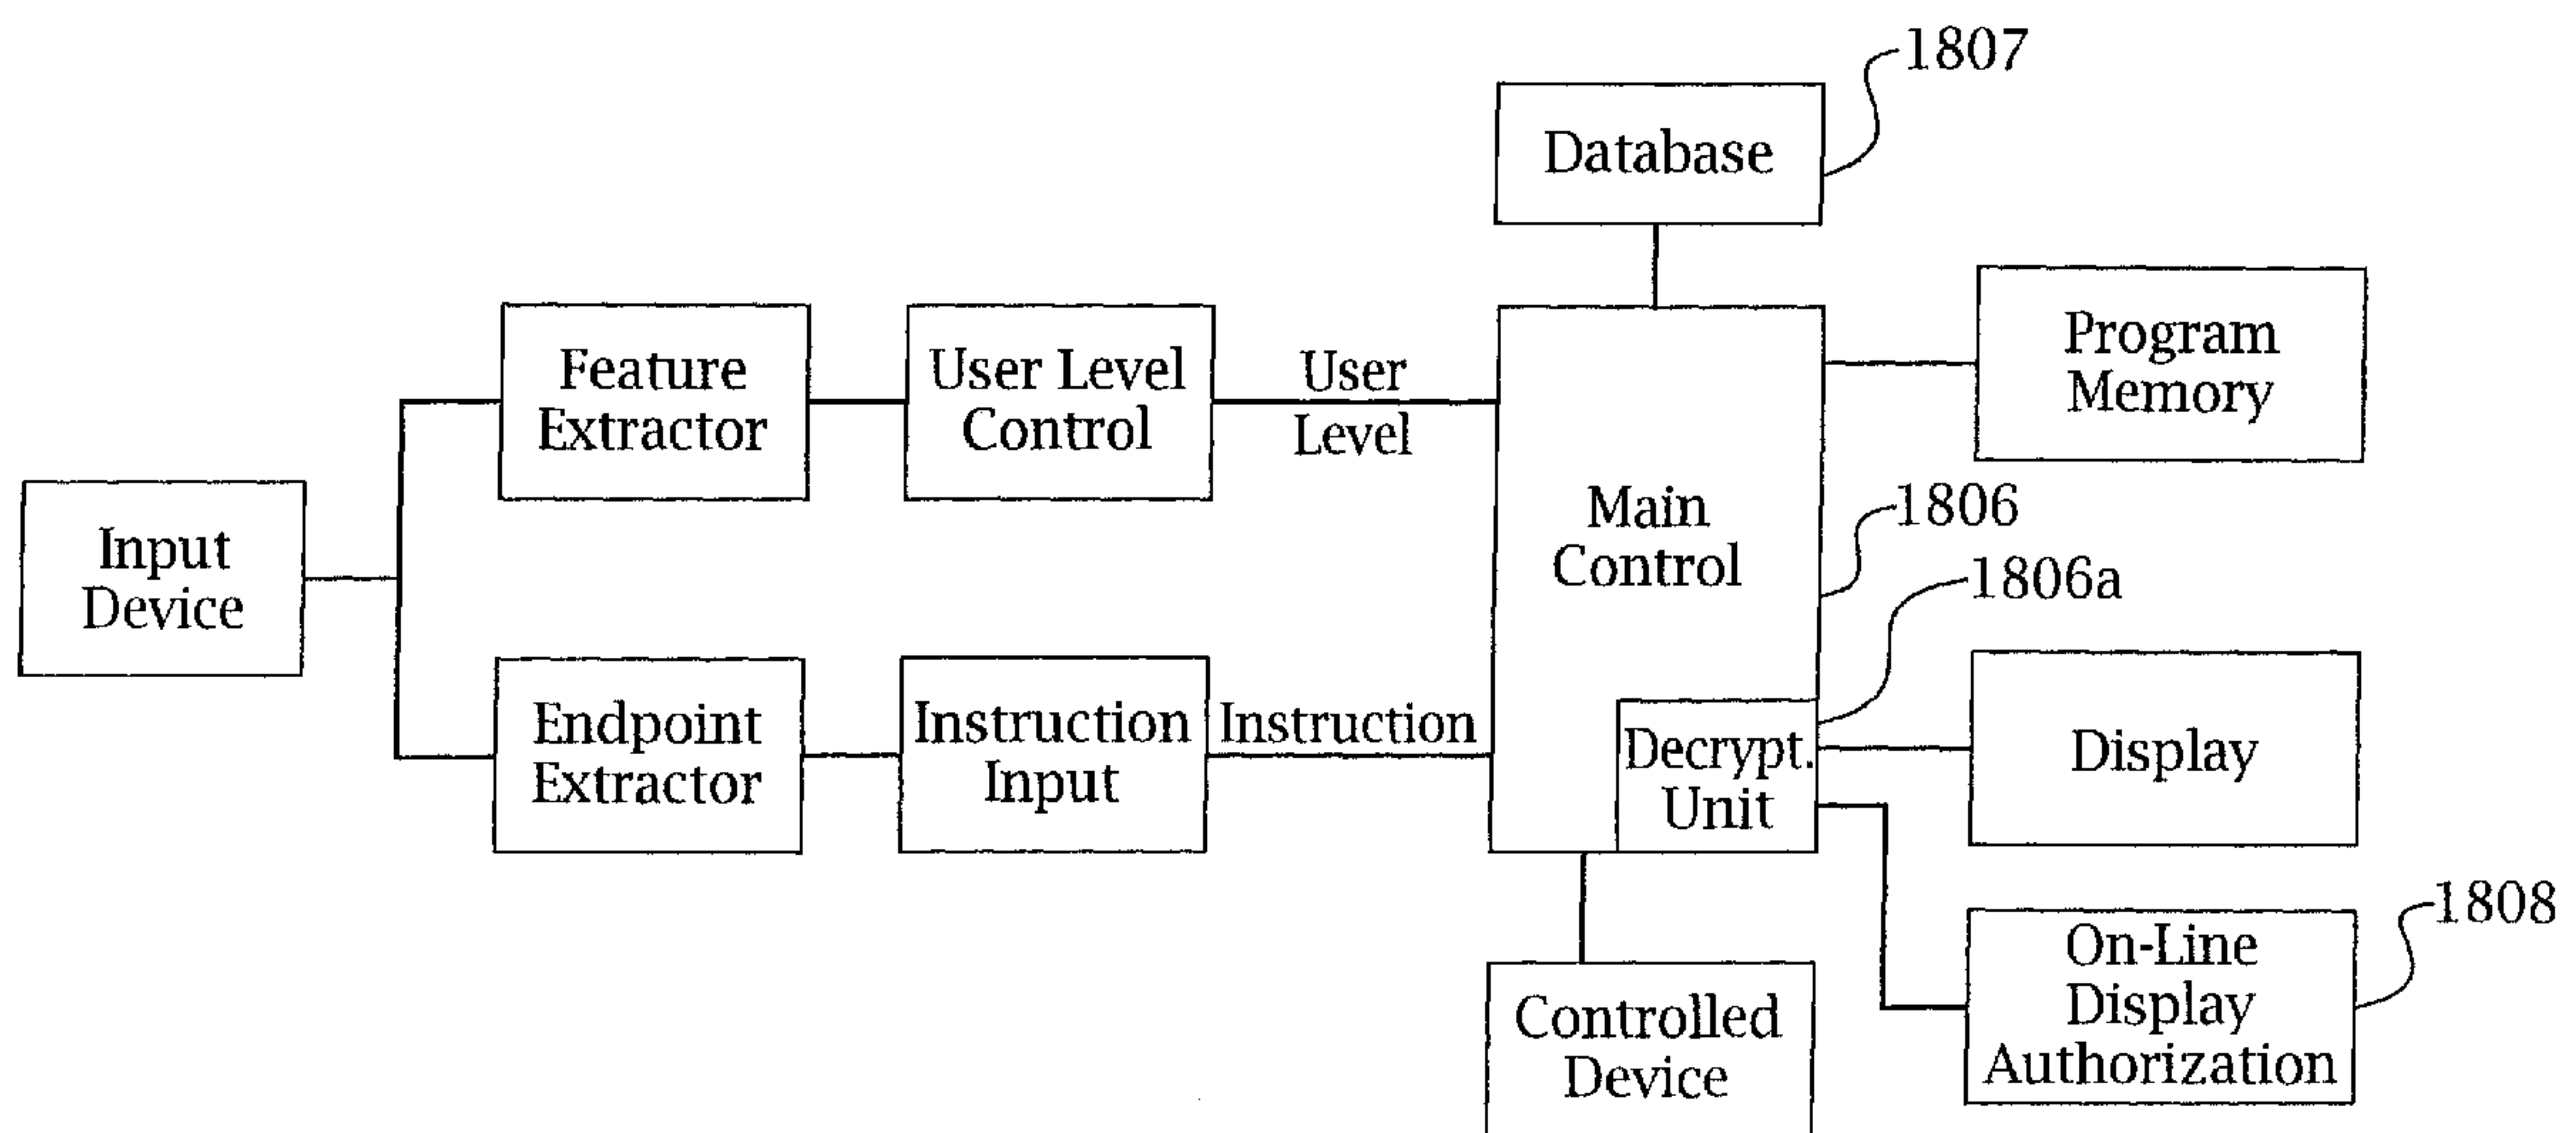 1807
Database
Program
Memory
Feature
Extractor
User Level
Control
User
Level
Main
Control
1806
1806a
Input
Device
Endpoint
Extractor
Instruction
Input
Instruction
Decrypt.
Unit
Display
1808
On-Line
Display
Authorization
Controlled
Device